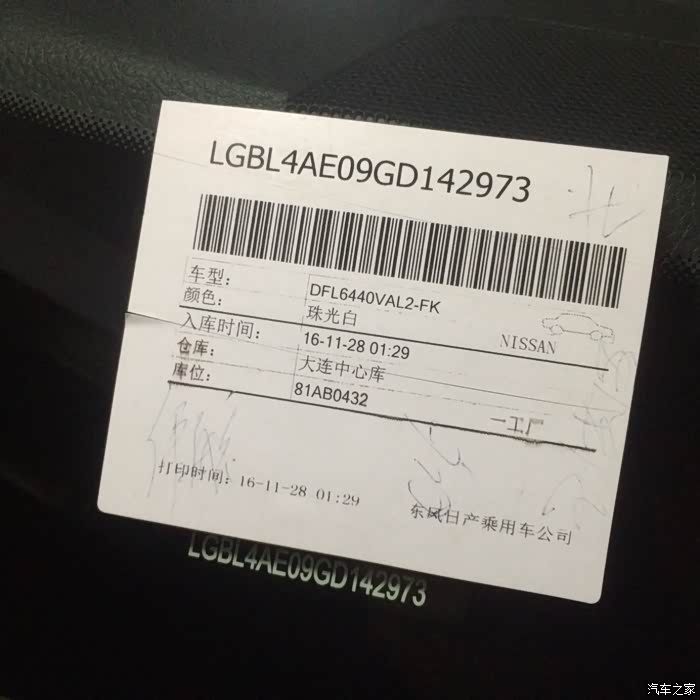 LGBL4AE09GD142973
车型: DFL6440VAL2-FK
颜色: 珠光白
入库时间: 16-11-28 01:29
NISSAN
仓库: 大连中心库
库位: 81AB0432
一工厂
打印时间: 16-11-28 01:29
东风日产乘用车公司
LGBL4AE09GD142973
汽车之家